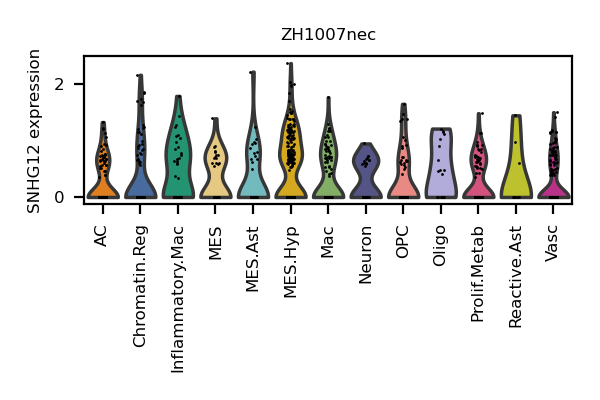 ZH1007nec
SNHG12 expression
2
0
AC
Chromatin.Reg
Inflammatory.Mac
MES
MES.Ast
MES.Hyp
Mac
Neuron
OPC
Oligo
Prolif.Metab
Reactive.Ast
Vasc